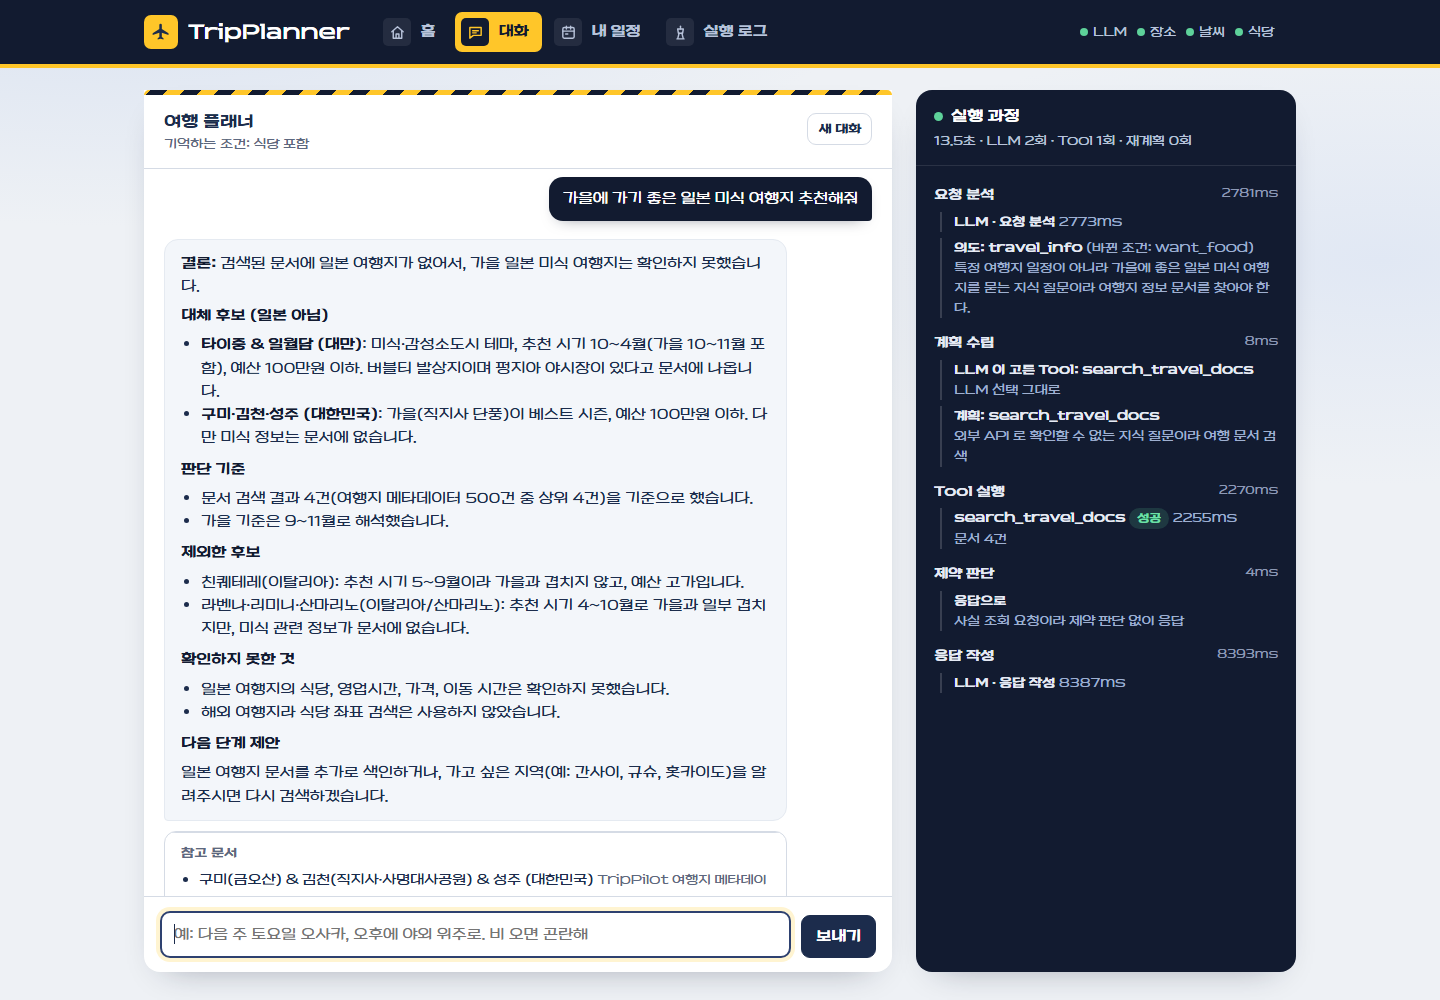 TripPlanner
홈
대화
내 일정
실행 로그
LLM
장소
날씨
식당
여행 플래너
기억하는 조건: 식당 포함
새 대화
가을에 가기 좋은 일본 미식 여행지 추천해줘
결론: 검색된 문서에 일본 여행지가 없어서, 가을 일본 미식 여행지는 확인하지 못했습니
다.
대체 후보 (일본 아님)
• 타이중 & 일월담 (대만): 미식·감성소도시 테마, 추천 시기 10~4월(가을 10~11월 포
함), 예산 100만원 이하. 버블티 발상지이며 펑지아 야시장이 있다고 문서에 나옵니
다.
• 구미·김천·성주 (대한민국): 가을(직지사 단풍)이 베스트 시즌, 예산 100만원 이하. 다
만 미식 정보는 문서에 없습니다.
판단 기준
• 문서 검색 결과 4건(여행지 메타데이터 500건 중 상위 4건)을 기준으로 했습니다.
• 가을 기준은 9~11월로 해석했습니다.
제외한 후보
• 친퀘테레(이탈리아): 추천 시기 5~9월이라 가을과 겹치지 않고, 예산 고가입니다.
• 라벤나·리미니·산마리노(이탈리아/산마리노): 추천 시기 4~10월로 가을과 일부 겹치
지만, 미식 관련 정보가 문서에 없습니다.
확인하지 못한 것
• 일본 여행지의 식당, 영업시간, 가격, 이동 시간은 확인하지 못했습니다.
• 해외 여행지라 식당 좌표 검색은 사용하지 않았습니다.
다음 단계 제안
일본 여행지 문서를 추가로 색인하거나, 가고 싶은 지역(예: 간사이, 규슈, 홋카이도)을 알
려주시면 다시 검색하겠습니다.
참고 문서
• 구미(금오산) & 김천(직지사·사명대사공원) & 성주 (대한민국) TripPilot 여행지 메타데이
예: 다음 주 토요일 오사카, 오후에 야외 위주로. 비 오면 곤란해
보내기
실행 과정
13.5초 · LLM 2회 · Tool 1회 · 재계획 0회
요청 분석 2781ms
LLM · 요청 분석 2773ms
의도: travel_info (바뀐 조건: want_food)
특정 여행지 일정이 아니라 가을에 좋은 일본 미식 여행
지를 묻는 지식 질문이라 여행지 정보 문서를 찾아야 한
다.
계획 수립 8ms
LLM 이 고른 Tool: search_travel_docs
LLM 선택 그대로
계획: search_travel_docs
외부 API 로 확인할 수 없는 지식 질문이라 여행 문서 검
색
Tool 실행 2270ms
search_travel_docs 성공 2255ms
문서 4건
제약 판단 4ms
응답으로
사실 조회 요청이라 제약 판단 없이 응답
응답 작성 8393ms
LLM · 응답 작성 8387ms